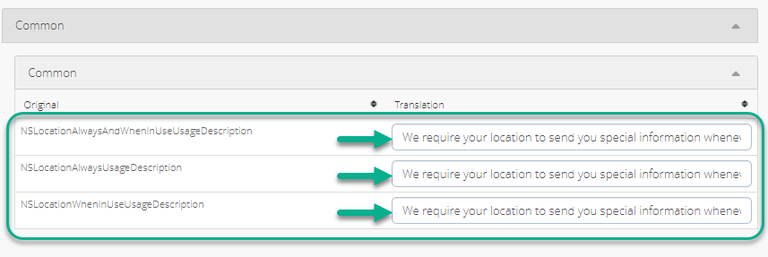 Common
Common
Original Translation
NSLocationAlwaysAndWhenInUseUsageDescription We require your location to send you special information whenev
NSLocationAlwaysUsageDescription We require your location to send you special information whenev
NSLocationWhenInUseUsageDescription We require your location to send you special information whenev